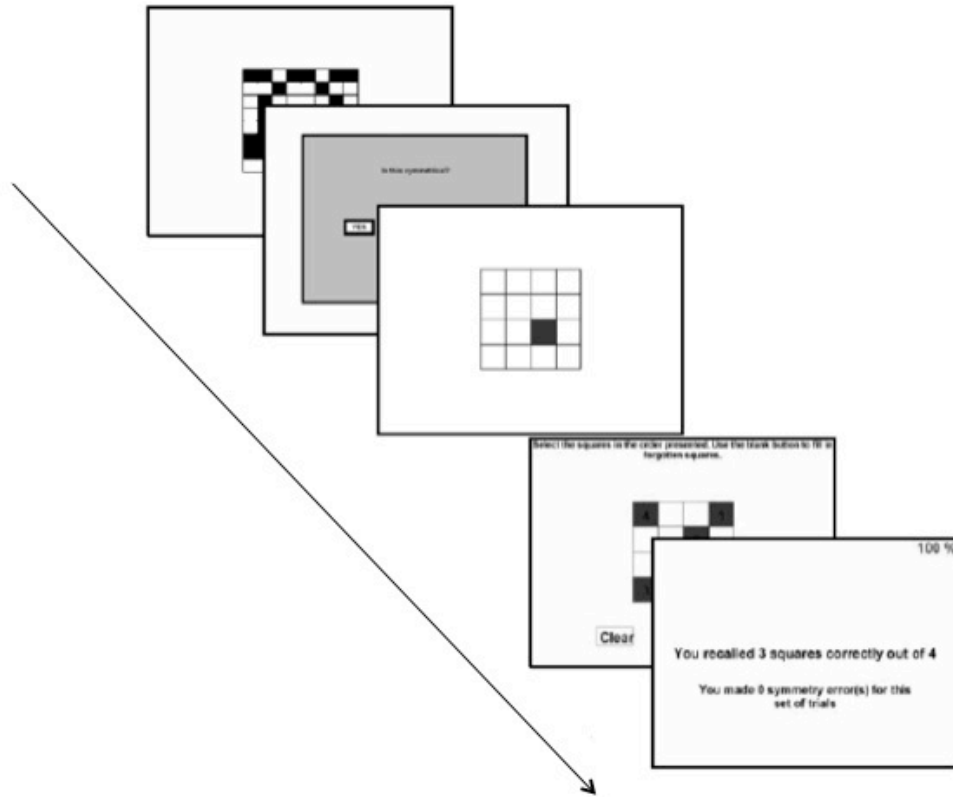 Is this symmetrical?
YES
Select the squares in the order presented. Use the blank button to fill in
forgotten squares.
4
Clear
100 %
You recalled 3 squares correctly out of 4
You made 0 symmetry error(s) for this
set of trials